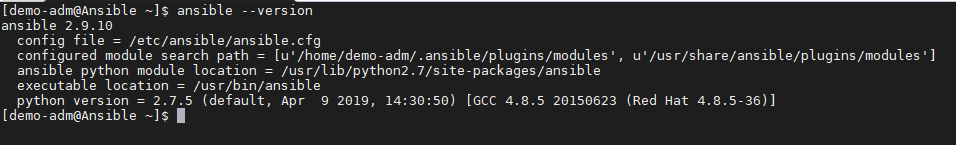 [demo-adm@Ansible ~]$ ansible --version
ansible 2.9.10
  config file = /etc/ansible/ansible.cfg
  configured module search path = [u'/home/demo-adm/.ansible/plugins/modules', u'/usr/share/ansible/plugins/modules']
  ansible python module location = /usr/lib/python2.7/site-packages/ansible
  executable location = /usr/bin/ansible
  python version = 2.7.5 (default, Apr  9 2019, 14:30:50) [GCC 4.8.5 20150623 (Red Hat 4.8.5-36)]
[demo-adm@Ansible ~]$